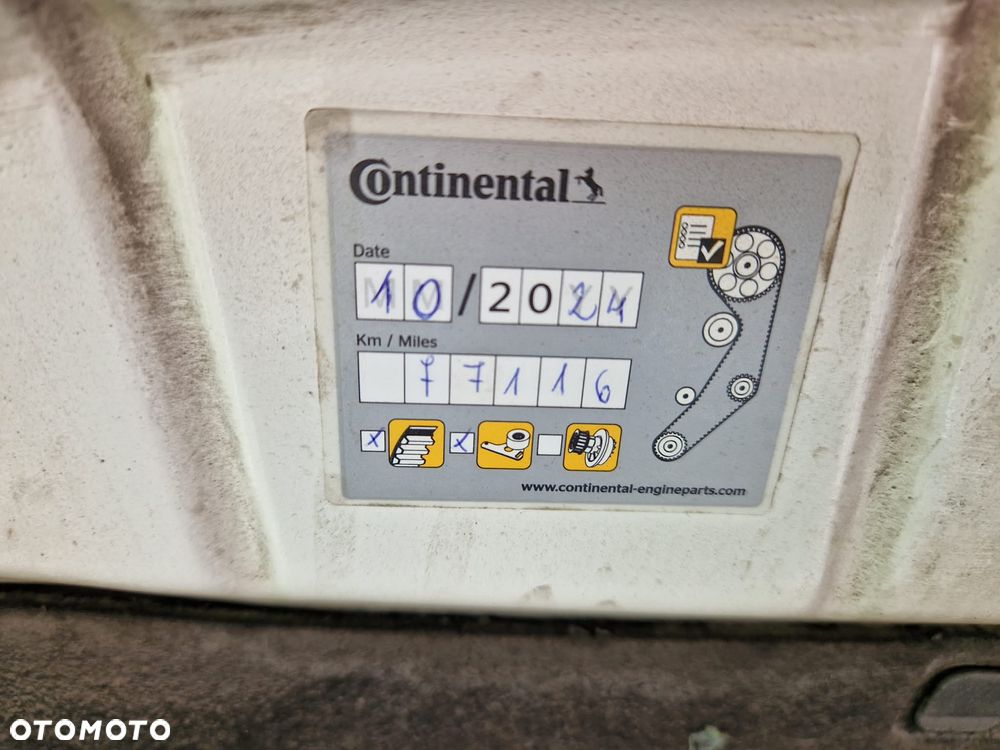 Continental
Date
10/2024
Km / Miles
77116
x x
www.continental-engineparts.com
OTOMOTO